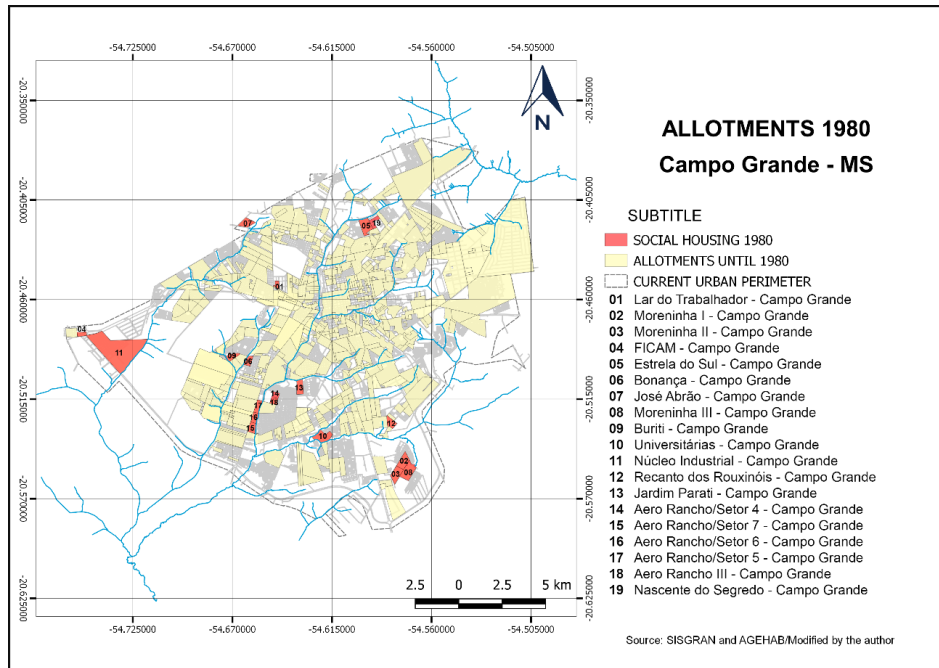 -54.725000 -54.670000 -54.615000 -54.560000 -54.505000
-20.350000 -20.350000
N
ALLOTMENTS 1980
Campo Grande - MS
-20.405000 -20.405000
07
05 19
SUBTITLE
SOCIAL HOUSING 1980
ALLOTMENTS UNTIL 1980
CURRENT URBAN PERIMETER
01
-20.460000 -20.460000
01 Lar do Trabalhador - Campo Grande
02 Moreninha I - Campo Grande
03 Moreninha II - Campo Grande
04 FICAM - Campo Grande
05 Estrela do Sul - Campo Grande
06 Bonança - Campo Grande
07 José Abrão - Campo Grande
08 Moreninha III - Campo Grande
09 Buriti - Campo Grande
10 Universitárias - Campo Grande
11 Núcleo Industrial - Campo Grande
12 Recanto dos Rouxinóis - Campo Grande
13 Jardim Parati - Campo Grande
14 Aero Rancho/Setor 4 - Campo Grande
15 Aero Rancho/Setor 7 - Campo Grande
16 Aero Rancho/Setor 6 - Campo Grande
17 Aero Rancho/Setor 5 - Campo Grande
18 Aero Rancho III - Campo Grande
19 Nascente do Segredo - Campo Grande
04
11
09 06
13
14
18
17
16
15
-20.515000 -20.515000
12
10
02
03 08
-20.570000 -20.570000
2.5 0 2.5 5 km
-20.625000 -20.625000
-54.725000 -54.670000 -54.615000 -54.560000 -54.505000
Source: SISGRAN and AGEHAB/Modified by the author